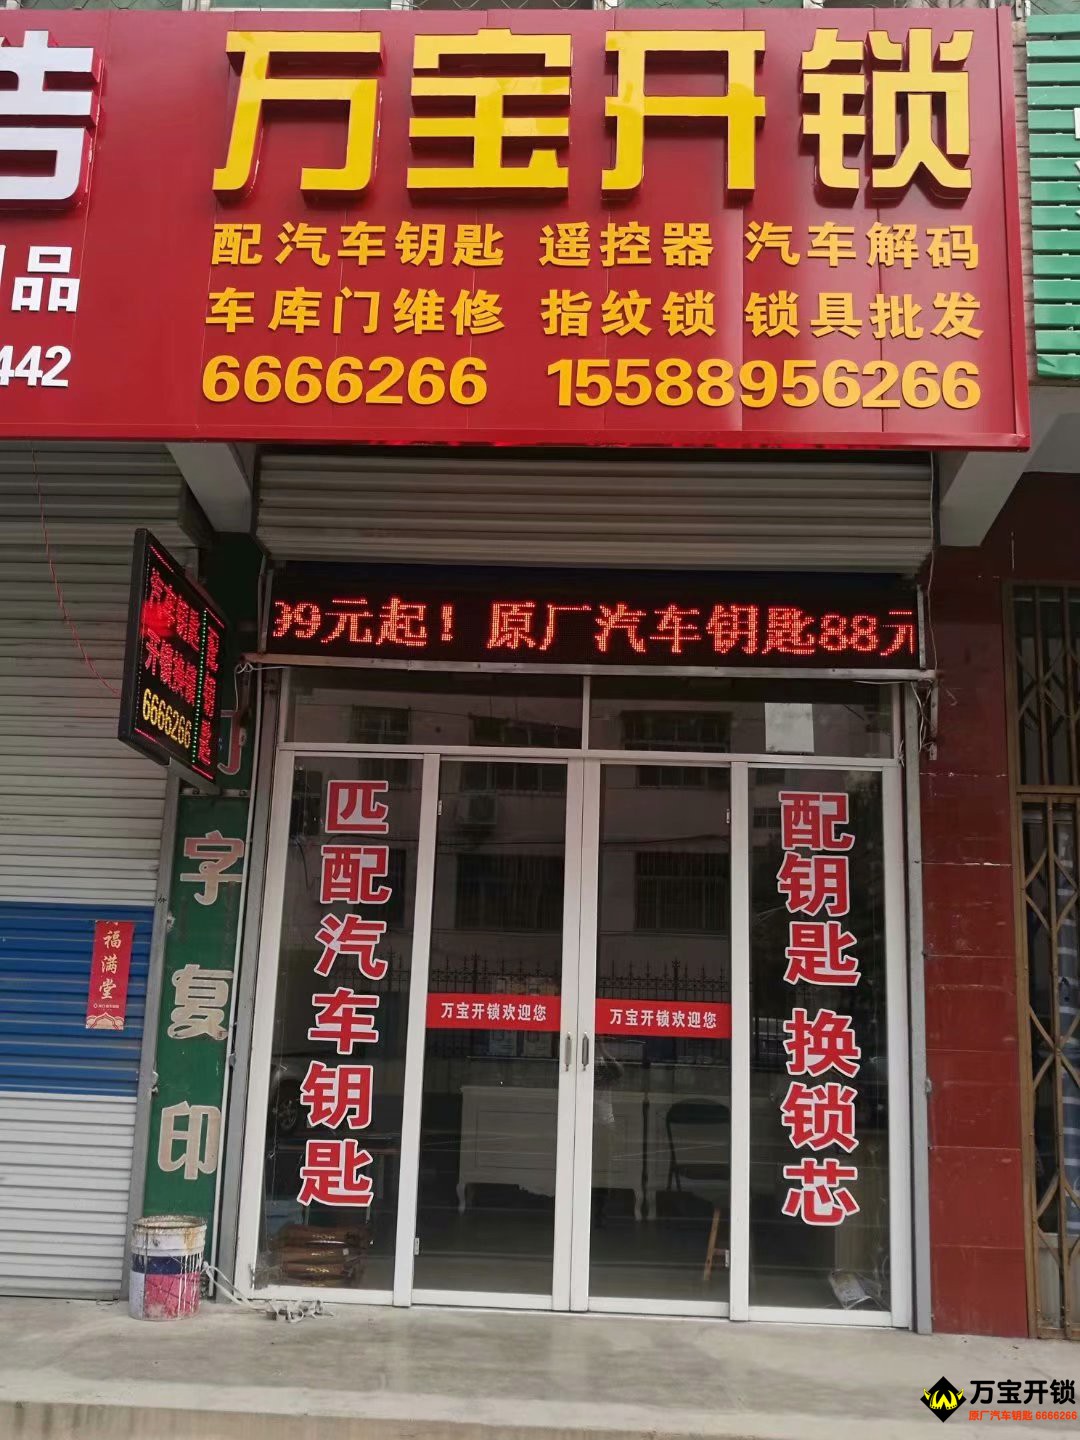 告
万宝开锁
配 汽车钥匙 遥控器 汽车解码
品
车库门维修 指纹锁 锁具批发
442
6666266 15588956266
99元起！原厂汽车钥匙88元
6666266
字复印
福满堂
匹配汽车钥匙
万宝开锁欢迎您
万宝开锁欢迎您
配钥匙 换锁芯
万宝开锁
原厂汽车钥匙 6666266